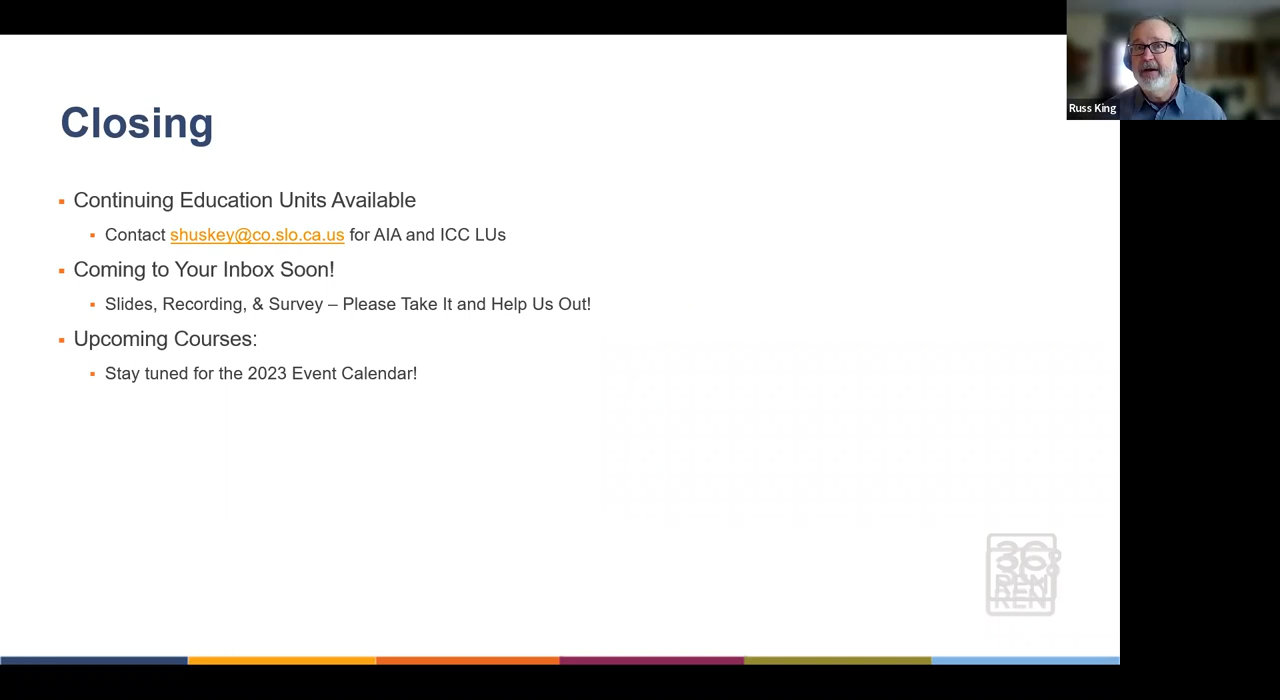 Closing
Continuing Education Units Available
Contact shuskey@co.slo.ca.us for AIA and ICC LUs
Coming to Your Inbox Soon!
Slides, Recording, & Survey – Please Take It and Help Us Out!
Upcoming Courses:
Stay tuned for the 2023 Event Calendar!
Russ King
REN